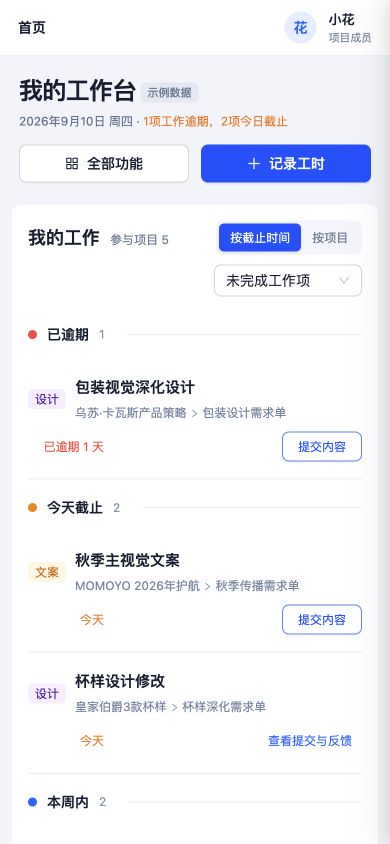 首页
花
小花
项目成员
我的工作台 示例数据
2026年9月10日 周四 · 1项工作逾期，2项今日截止
全部功能
记录工时
我的工作 参与项目 5
按截止时间 按项目
未完成工作项
已逾期 1
设计
包装视觉深化设计
乌苏·卡瓦斯产品策略 > 包装设计需求单
已逾期 1 天
提交内容
今天截止 2
文案
秋季主视觉文案
MOMOYO 2026年护航 > 秋季传播需求单
今天
提交内容
设计
杯样设计修改
皇家伯爵3款杯样 > 杯样深化需求单
今天
查看提交与反馈
本周内 2